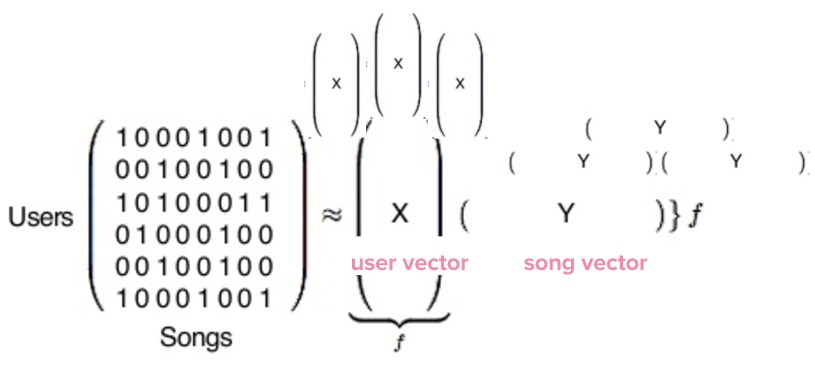 X X X
10001001
00100100
10100011
01000100
00100100
10001001
Users
Songs
≈
( X )
f
( Y )
( Y ) ( Y )
( Y ) } f
user vector song vector